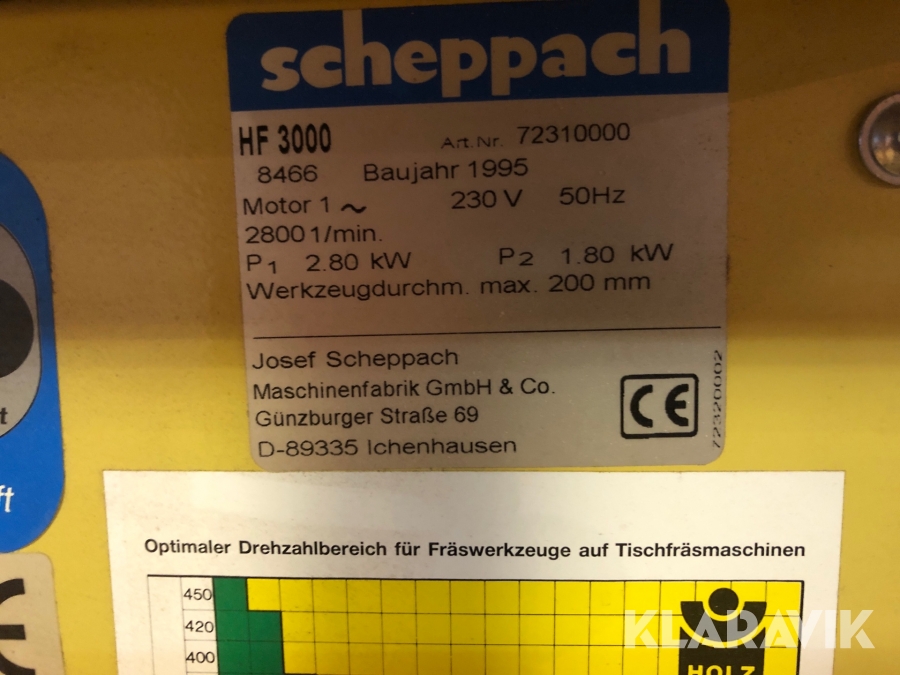 scheppach
HF 3000 Art.Nr. 72310000
8466 Baujahr 1995
Motor 1 ~ 230 V 50Hz
2800 1/min.
P1 2.80 kW P2 1.80 kW
Werkzeugdurchm. max. 200 mm
Josef Scheppach
Maschinenfabrik GmbH & Co.
Günzburger Straße 69
D-89335 Ichenhausen
CE
72320002
t
ft
CE
Optimaler Drehzahlbereich für Fräswerkzeuge auf Tischfräsmaschinen
450
420
400
HOLZ
KLARAVIK